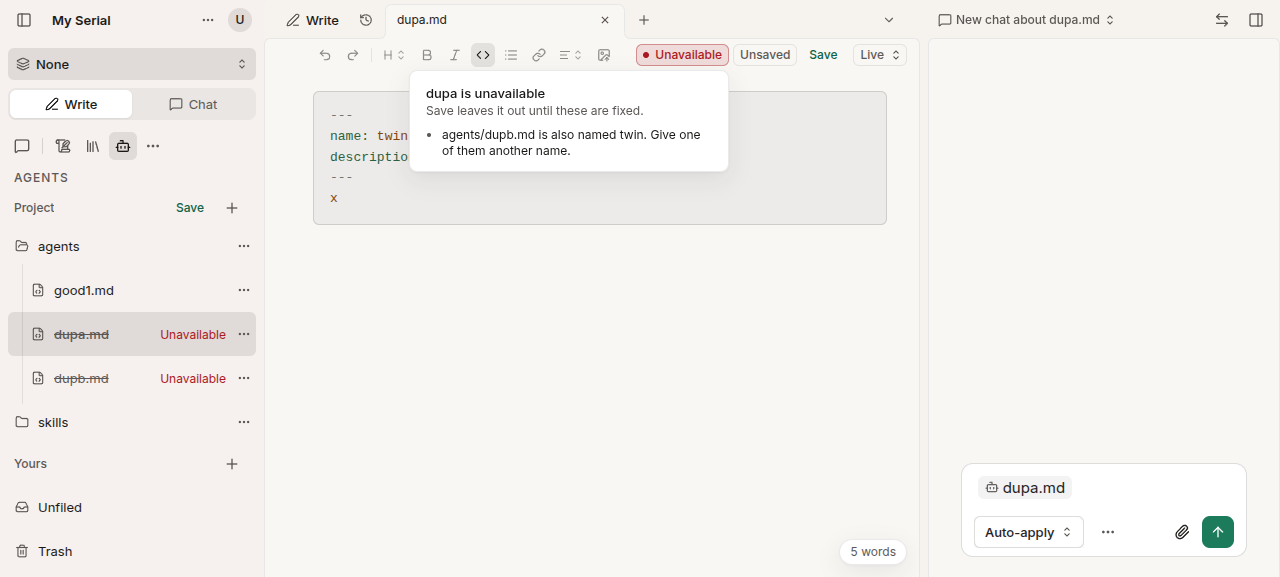 My Serial
U
Write
dupa.md
New chat about dupa.md
None
H
B
I
Unavailable
Unsaved
Save
Live
Write
Chat
dupa is unavailable
Save leaves it out until these are fixed.
• agents/dupb.md is also named twin. Give one
of them another name.
---
name: twin
descriptio
---
x
AGENTS
Project
Save
agents
good1.md
dupa.md
Unavailable
dupb.md
Unavailable
skills
Yours
Unfiled
Trash
dupa.md
Auto-apply
5 words